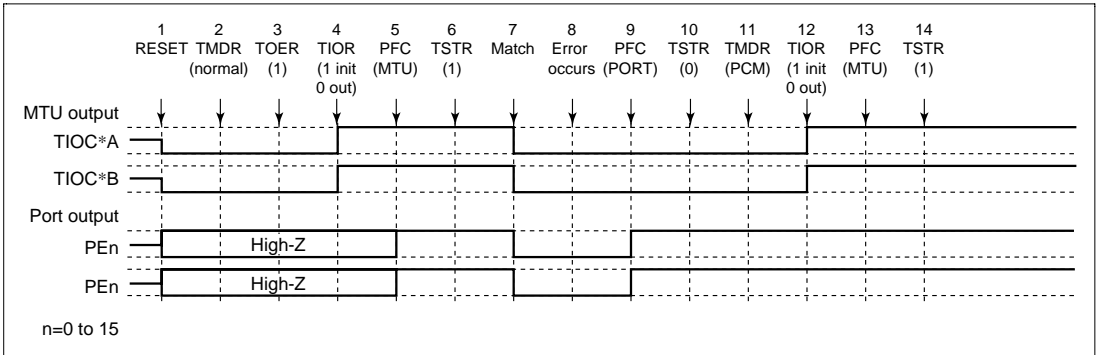 1 2 3 4 5 6 7 8 9 10 11 12 13 14
RESET TMDR TOER TIOR PFC TSTR Match Error PFC TSTR TMDR TIOR PFC TSTR
(normal) (1) (1 init (MTU) (1) occurs (PORT) (0) (PCM) (1 init (MTU) (1)
0 out) 0 out)
MTU output
TIOC*A
TIOC*B
Port output
PEn High-Z
PEn High-Z
n=0 to 15